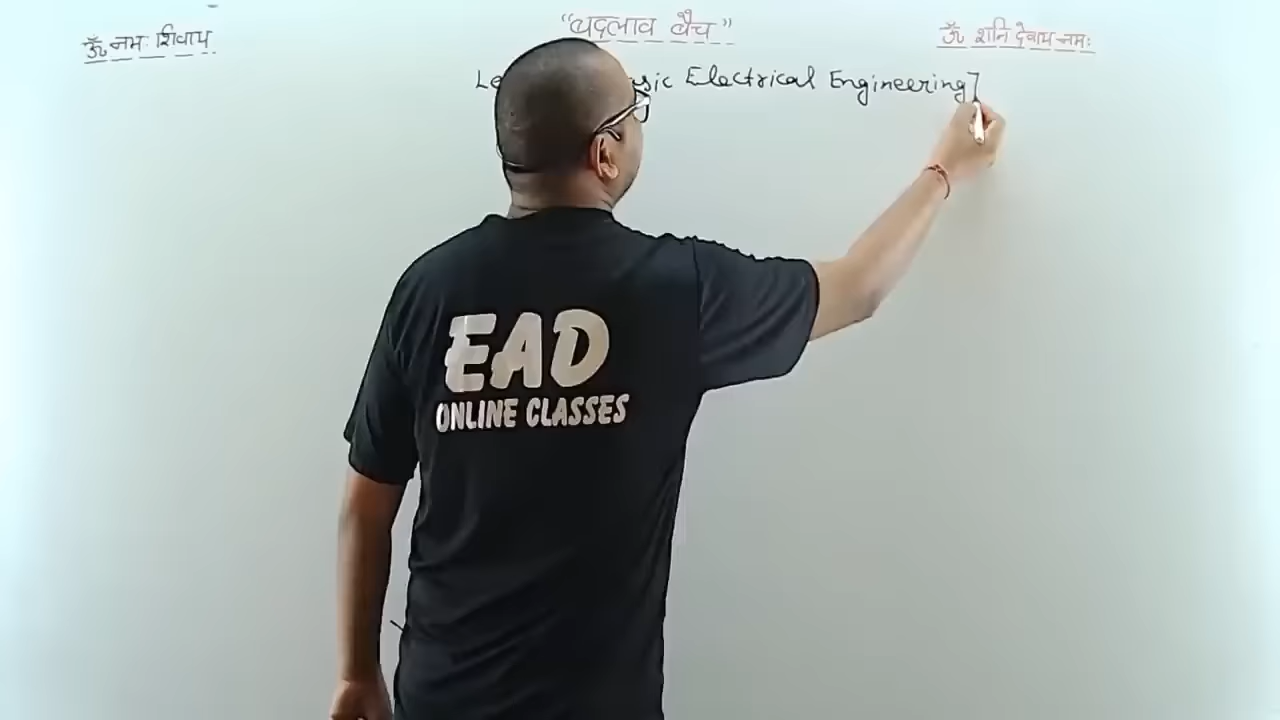 ॐ नमः शिवाय
"बदलाव बैच"
ॐ शनि देवाय नमः
Electrical Engineering]
EAD
ONLINE CLASSES